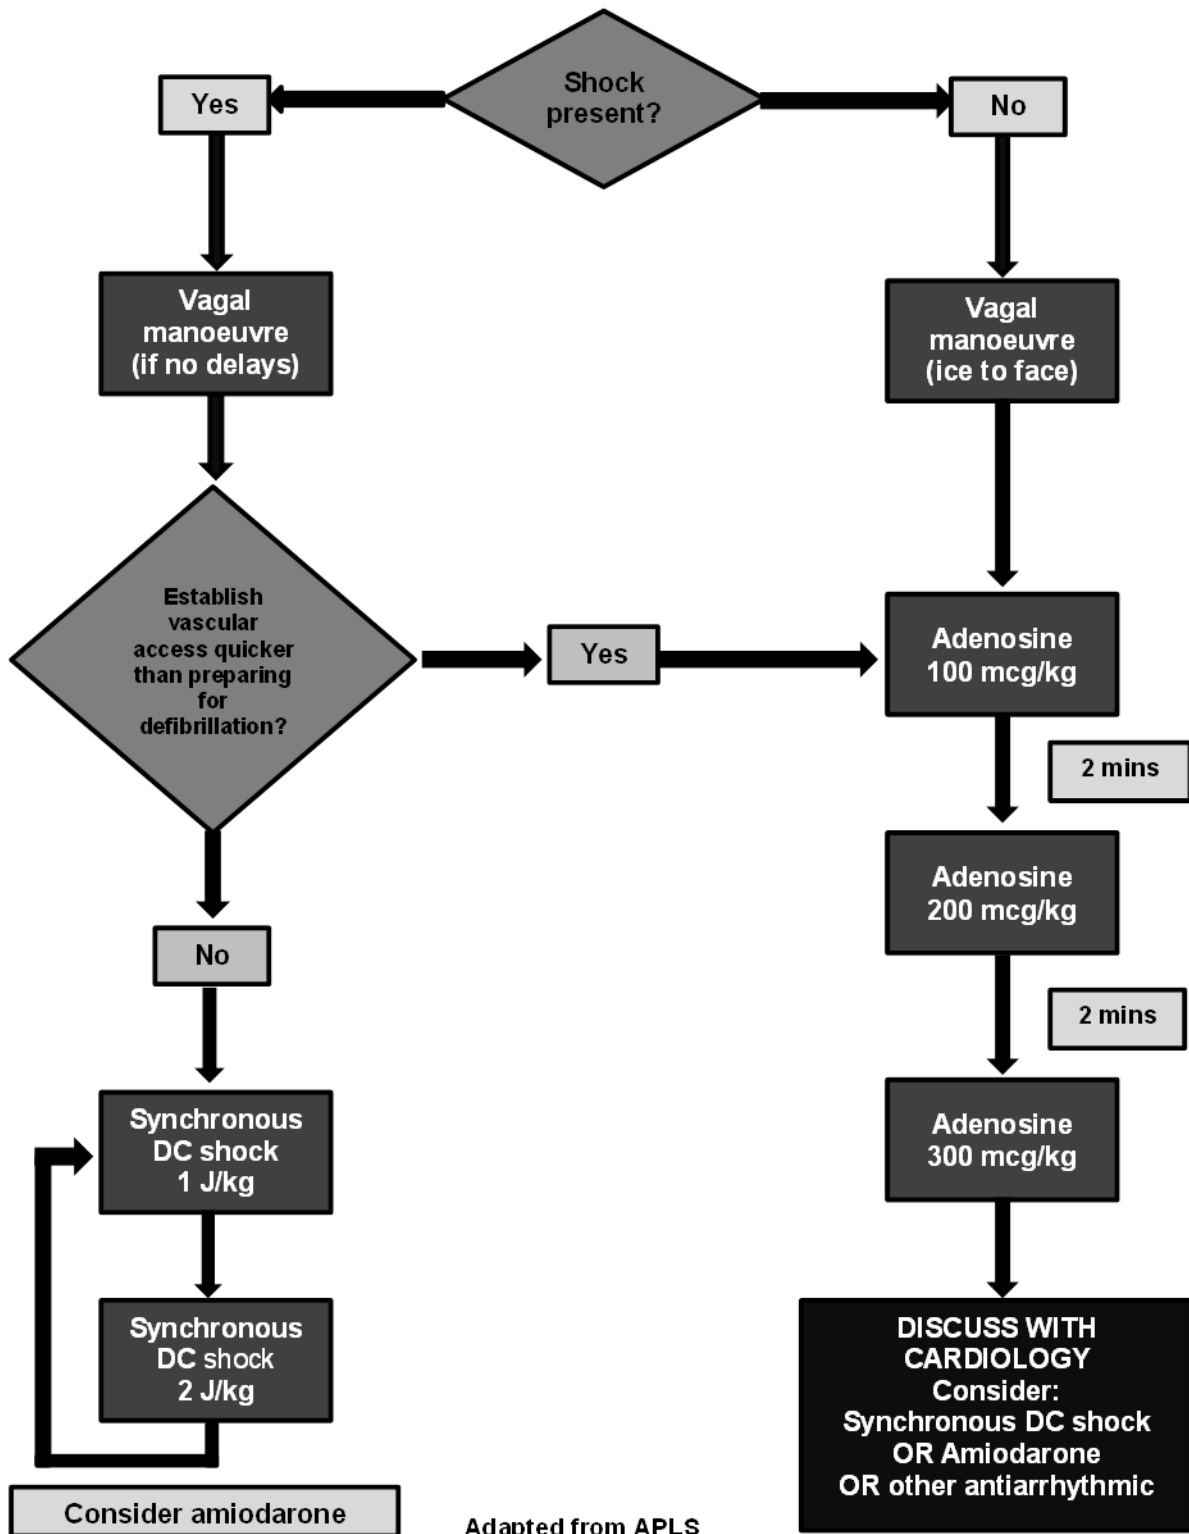 Shock
present?
Yes
No
Vagal
manoeuvre
(if no delays)
Vagal
manoeuvre
(ice to face)
Establish
vascular
access quicker
than preparing
for
defibrillation?
Yes
Adenosine
100 mcg/kg
2 mins
Adenosine
200 mcg/kg
No
2 mins
Synchronous
DC shock
1 J/kg
Adenosine
300 mcg/kg
Synchronous
DC shock
2 J/kg
DISCUSS WITH
CARDIOLOGY
Consider:
Synchronous DC shock
OR Amiodarone
OR other antiarrhythmic
Consider amiodarone
Adapted from APLS